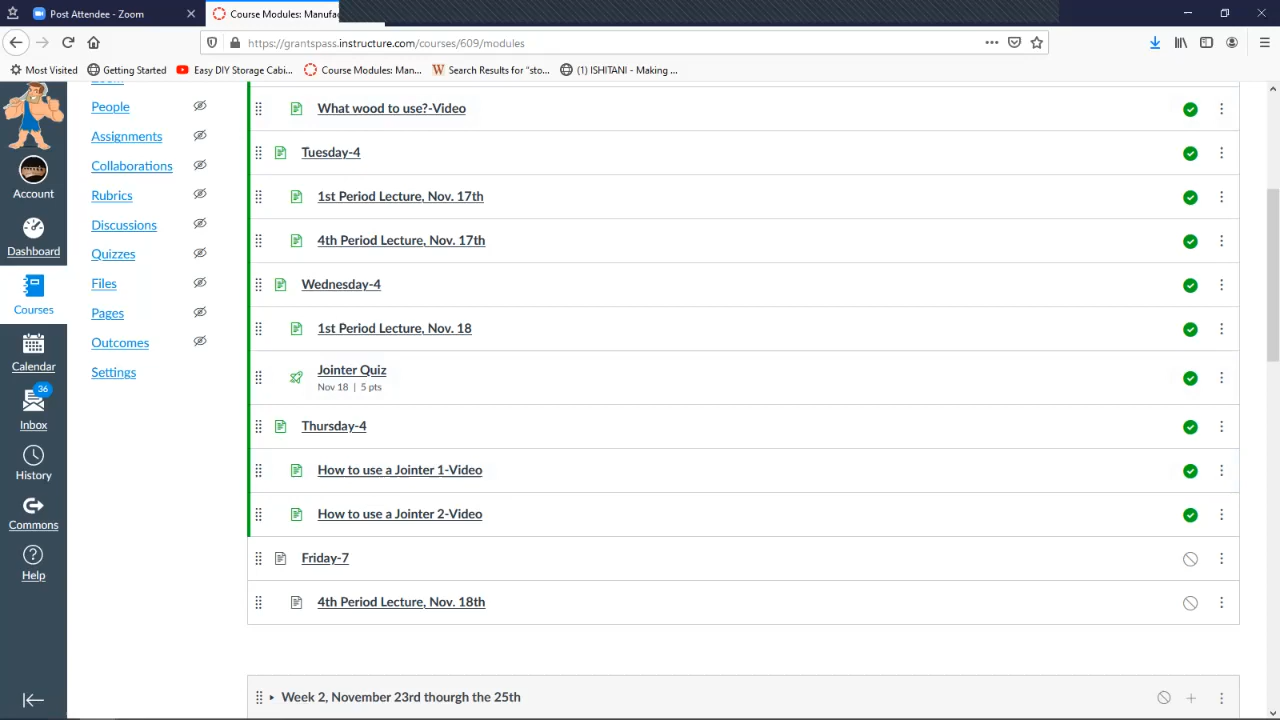 Post Attendee - Zoom
Course Modules: Manufac
https://grantspass.instructure.com/courses/609/modules
Most Visited
Getting Started
Easy DIY Storage Cabi...
Course Modules: Man...
Search Results for "sto...
(1) ISHITANI - Making ...
Zoom
People
Assignments
Collaborations
Rubrics
Discussions
Quizzes
Files
Pages
Outcomes
Settings
Account
Dashboard
Courses
Calendar
36
Inbox
History
Commons
Help
What wood to use?-Video
Tuesday-4
1st Period Lecture, Nov. 17th
4th Period Lecture, Nov. 17th
Wednesday-4
1st Period Lecture, Nov. 18
Jointer Quiz
Nov 18 | 5 pts
Thursday-4
How to use a Jointer 1-Video
How to use a Jointer 2-Video
Friday-7
4th Period Lecture, Nov. 18th
Week 2, November 23rd thourgh the 25th